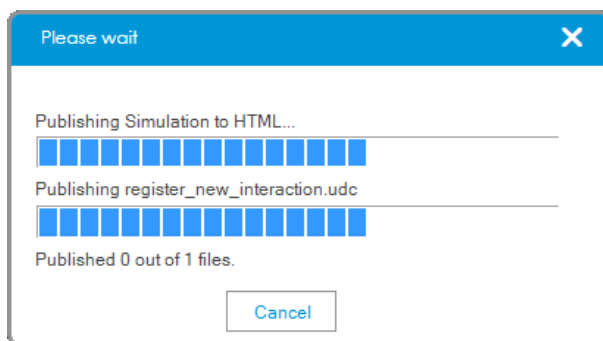 Please wait
Publishing Simulation to HTML...
Publishing register_new_interaction.udc
Published 0 out of 1 files.
Cancel